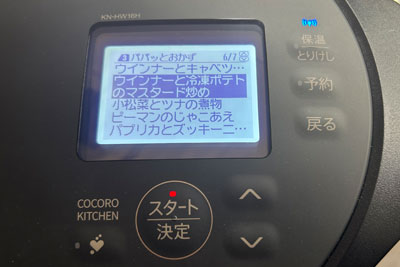 KN-HW16H
3 パパッとおかず 6/7
ウインナーとキャベツ…
ウインナーと冷凍ポテト
のマスタード炒め
小松菜とツナの煮物
ピーマンのじゃこあえ
パプリカとズッキーニ…
保温
とりけし
予約
戻る
COCORO
KITCHEN
スタート
決定